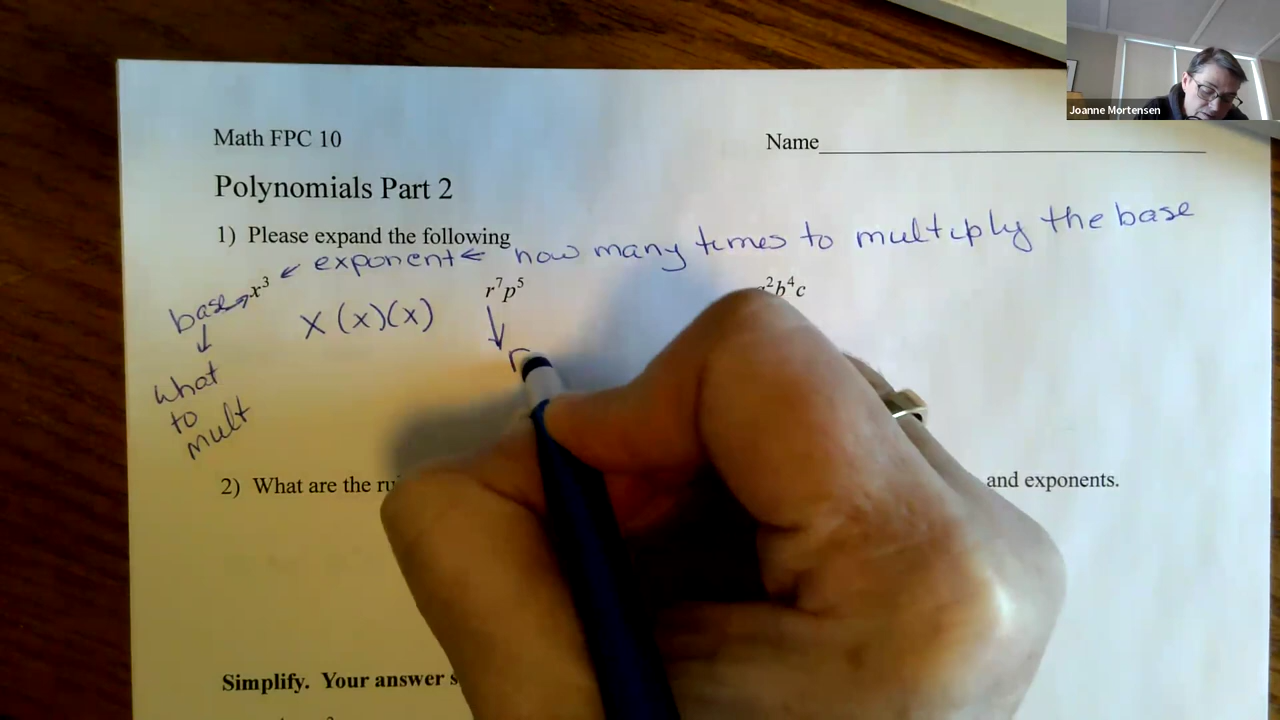 Joanne Mortensen
Math FPC 10
Name
Polynomials Part 2
1) Please expand the following
how many times to multiply the base
exponent
base x³
r⁷p⁵
b⁴c
X (x)(x)
r
what
to
mult
2) What are the
and exponents.
Simplify. Your answer